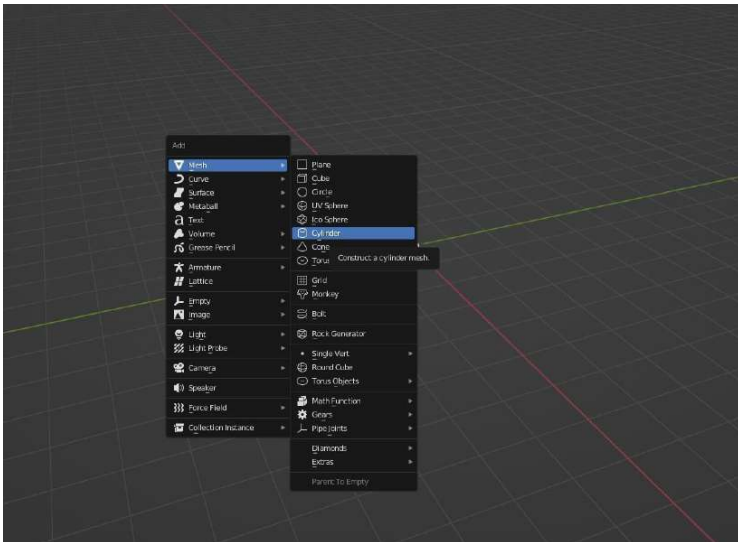 Add
Mesh
Curve
Surface
Metaball
Text
Volume
Grease Pencil
Armature
Lattice
Empty
Image
Light
Light Probe
Camera
Speaker
Force Field
Collection Instance
Plane
Cube
Circle
UV Sphere
Ico Sphere
Cylinder
Cone
Torus
Construct a cylinder mesh.
Grid
Monkey
Bolt
Rock Generator
Single Vert
Round Cube
Torus Objects
Math Function
Gears
Pipe Joints
Diamonds
Extras
Parent To Empty